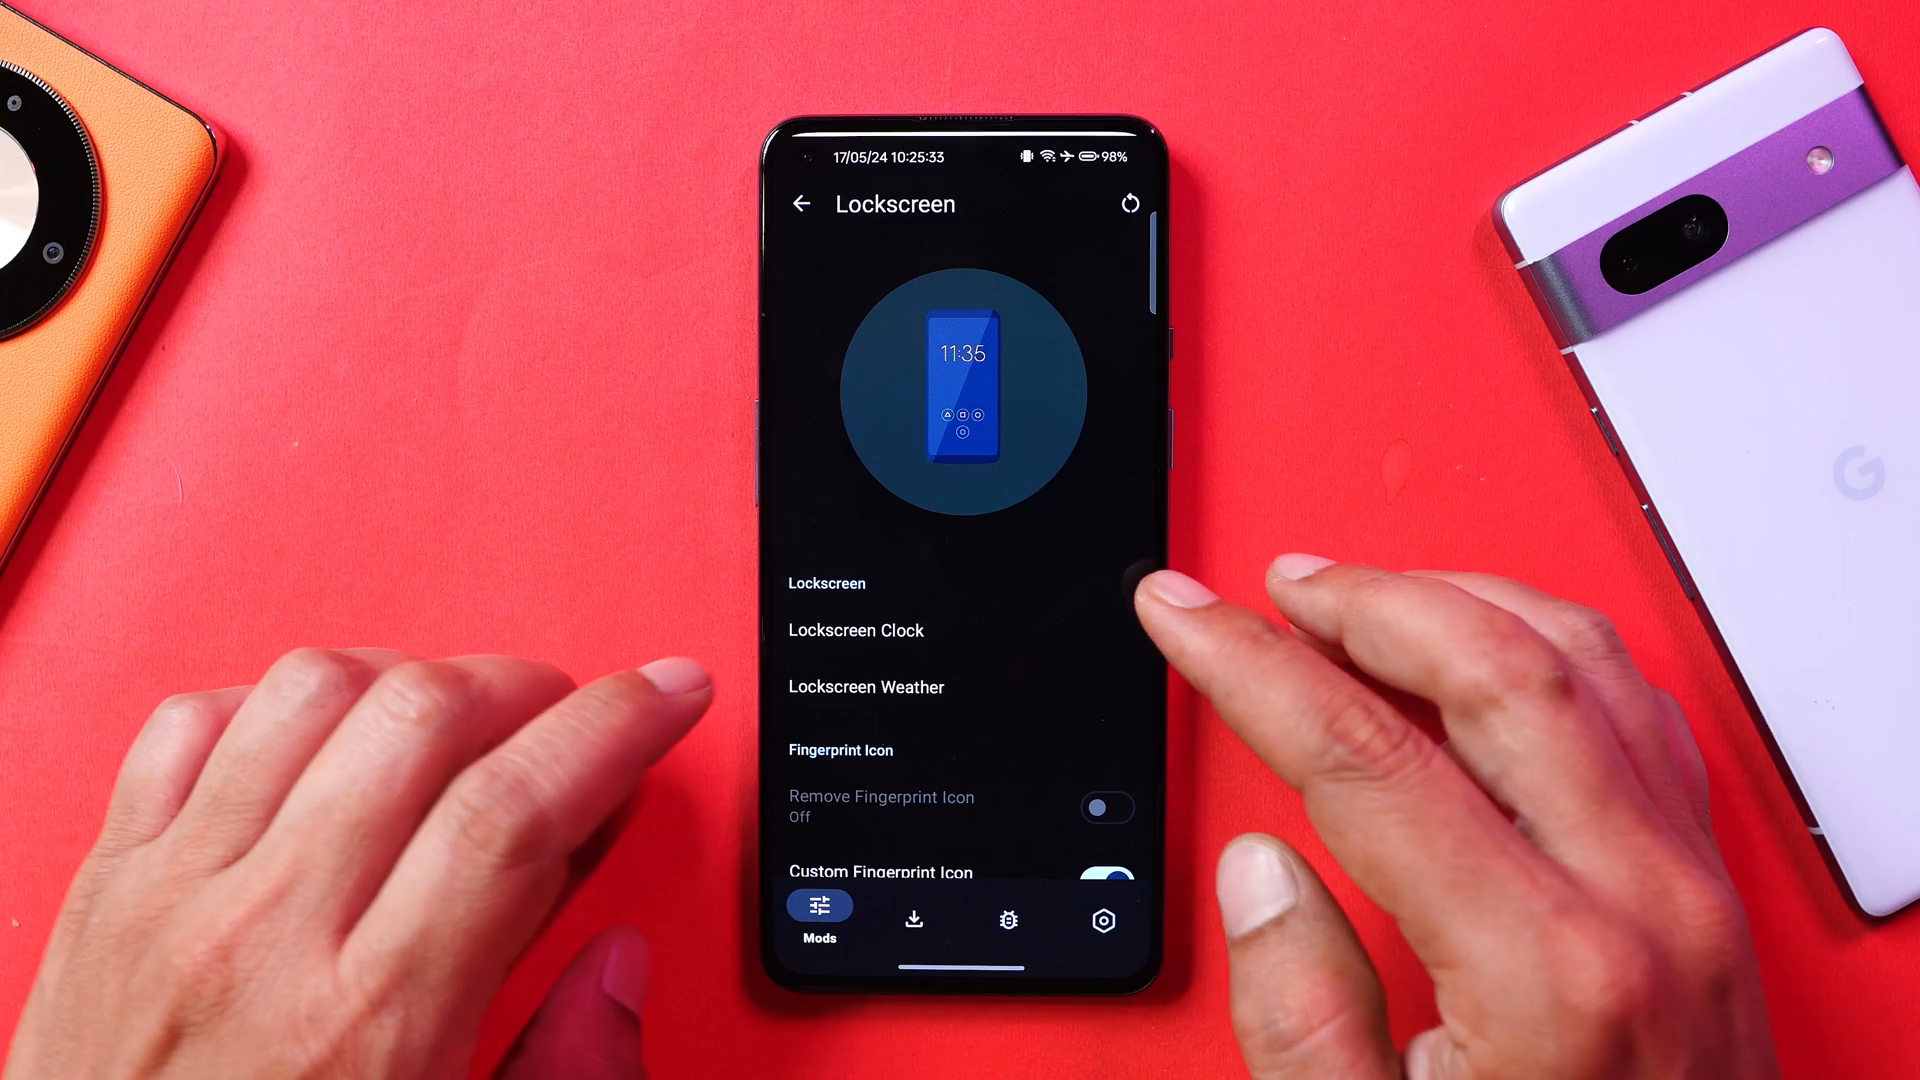 17/05/24 10:25:33
98%
Lockscreen
11:35
Lockscreen
Lockscreen Clock
Lockscreen Weather
Fingerprint Icon
Remove Fingerprint Icon
Off
Custom Fingerprint Icon
Mods
G